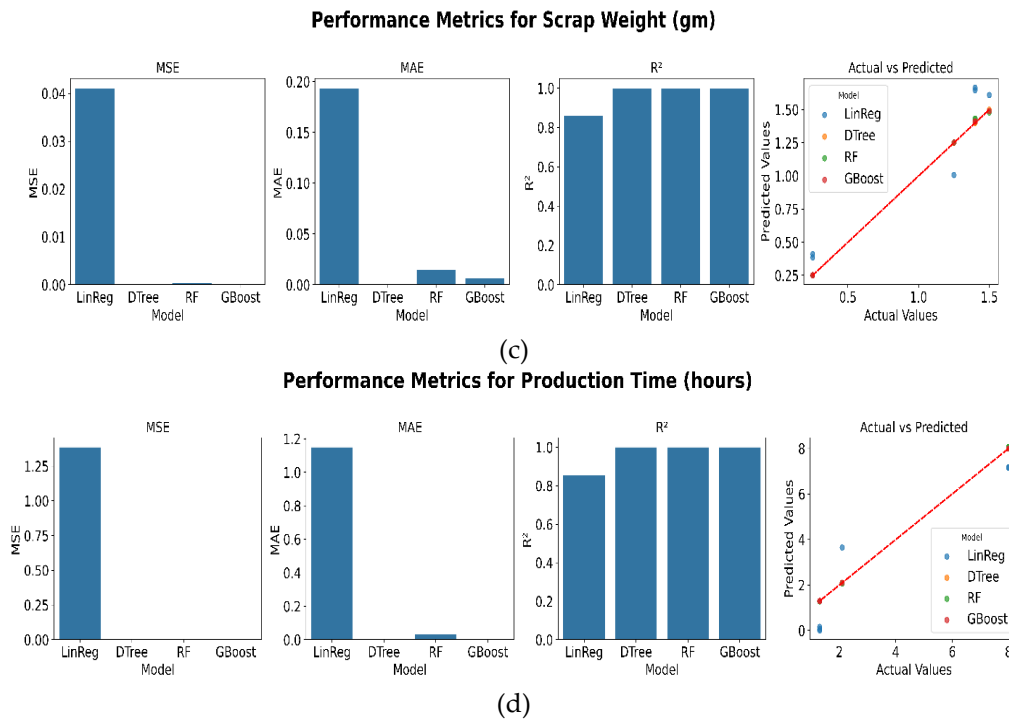 Performance Metrics for Scrap Weight (gm)
MSE
MSE
0.04
0.03
0.02
0.01
0.00
LinReg DTree RF GBoost
Model
MAE
MAE
0.20
0.15
0.10
0.05
0.00
LinReg DTree RF GBoost
Model
R²
R²
1.0
0.8
0.6
0.4
0.2
0.0
LinReg DTree RF GBoost
Model
Actual vs Predicted
Predicted Values
1.50
1.25
1.00
0.75
0.50
0.25
Model
LinReg
DTree
RF
GBoost
0.5 1.0 1.5
Actual Values
(c)
Performance Metrics for Production Time (hours)
MSE
MSE
1.25
1.00
0.75
0.50
0.25
0.00
LinReg DTree RF GBoost
Model
MAE
MAE
1.2
1.0
0.8
0.6
0.4
0.2
0.0
LinReg DTree RF GBoost
Model
R²
R²
1.0
0.8
0.6
0.4
0.2
0.0
LinReg DTree RF GBoost
Model
Actual vs Predicted
Predicted Values
8
6
4
2
0
Model
LinReg
DTree
RF
GBoost
2 4 6 8
Actual Values
(d)